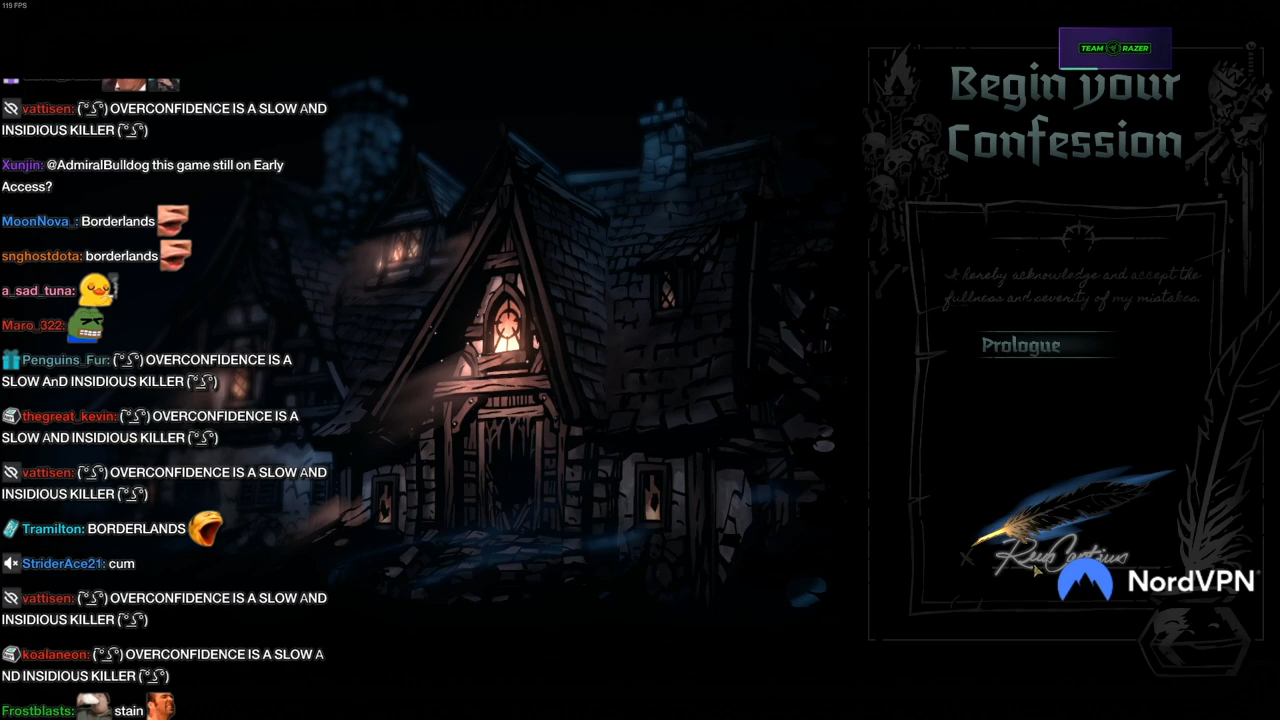 119 FPS
vattisen: ( ͡° ͜ʖ ͡°) OVERCONFIDENCE IS A SLOW AND
INSIDIOUS KILLER ( ͡° ͜ʖ ͡°)
Xunjin: @AdmiralBulldog this game still on Early
Access?
MoonNova_: Borderlands
snghostdota: borderlands
a_sad_tuna:
Maro_322:
Penguins_Fur: ( ͡° ͜ʖ ͡°) OVERCONFIDENCE IS A
SLOW AnD INSIDIOUS KILLER ( ͡° ͜ʖ ͡°)
thegreat_kevin: ( ͡° ͜ʖ ͡°) OVERCONFIDENCE IS A
SLOW AND INSIDIOUS KILLER ( ͡° ͜ʖ ͡°)
vattisen: ( ͡° ͜ʖ ͡°) OVERCONFIDENCE IS A SLOW AND
INSIDIOUS KILLER ( ͡° ͜ʖ ͡°)
Tramilton: BORDERLANDS
StriderAce21: cum
vattisen: ( ͡° ͜ʖ ͡°) OVERCONFIDENCE IS A SLOW AND
INSIDIOUS KILLER ( ͡° ͜ʖ ͡°)
koalaneon: ( ͡° ͜ʖ ͡°) OVERCONFIDENCE IS A SLOW A
ND INSIDIOUS KILLER ( ͡° ͜ʖ ͡°)
Frostblasts: stain
TEAM RAZER
Begin your
Confession
I hereby acknowledge and accept the
fullness and severity of my mistakes.
Prologue
NordVPN